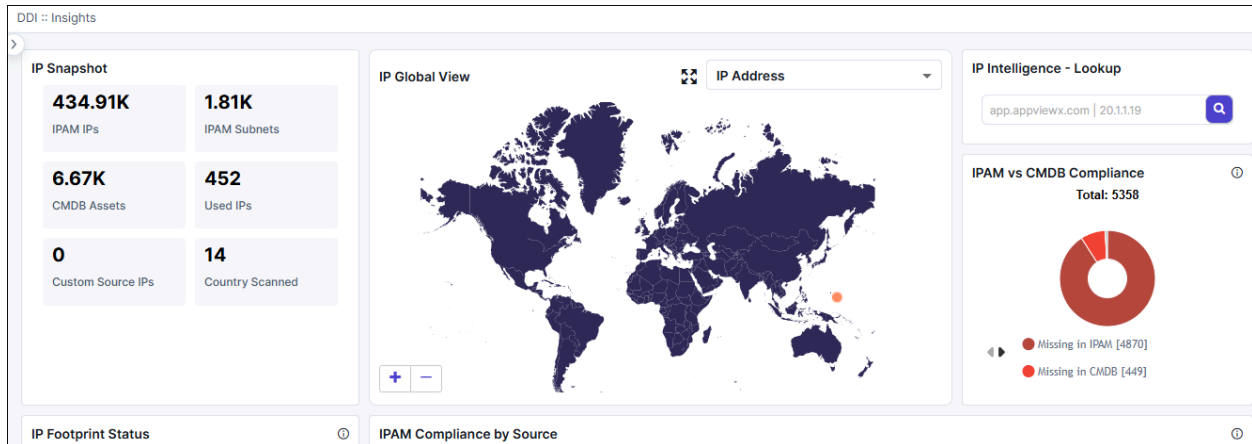 DDI :: Insights
IP Snapshot
434.91K
IPAM IPs
1.81K
IPAM Subnets
6.67K
CMDB Assets
452
Used IPs
0
Custom Source IPs
14
Country Scanned
IP Global View
IP Address
IP Intelligence - Lookup
app.appviewx.com | 20.1.1.19
IPAM vs CMDB Compliance
Total: 5358
Missing in IPAM [4870]
Missing in CMDB [449]
IP Footprint Status
IPAM Compliance by Source